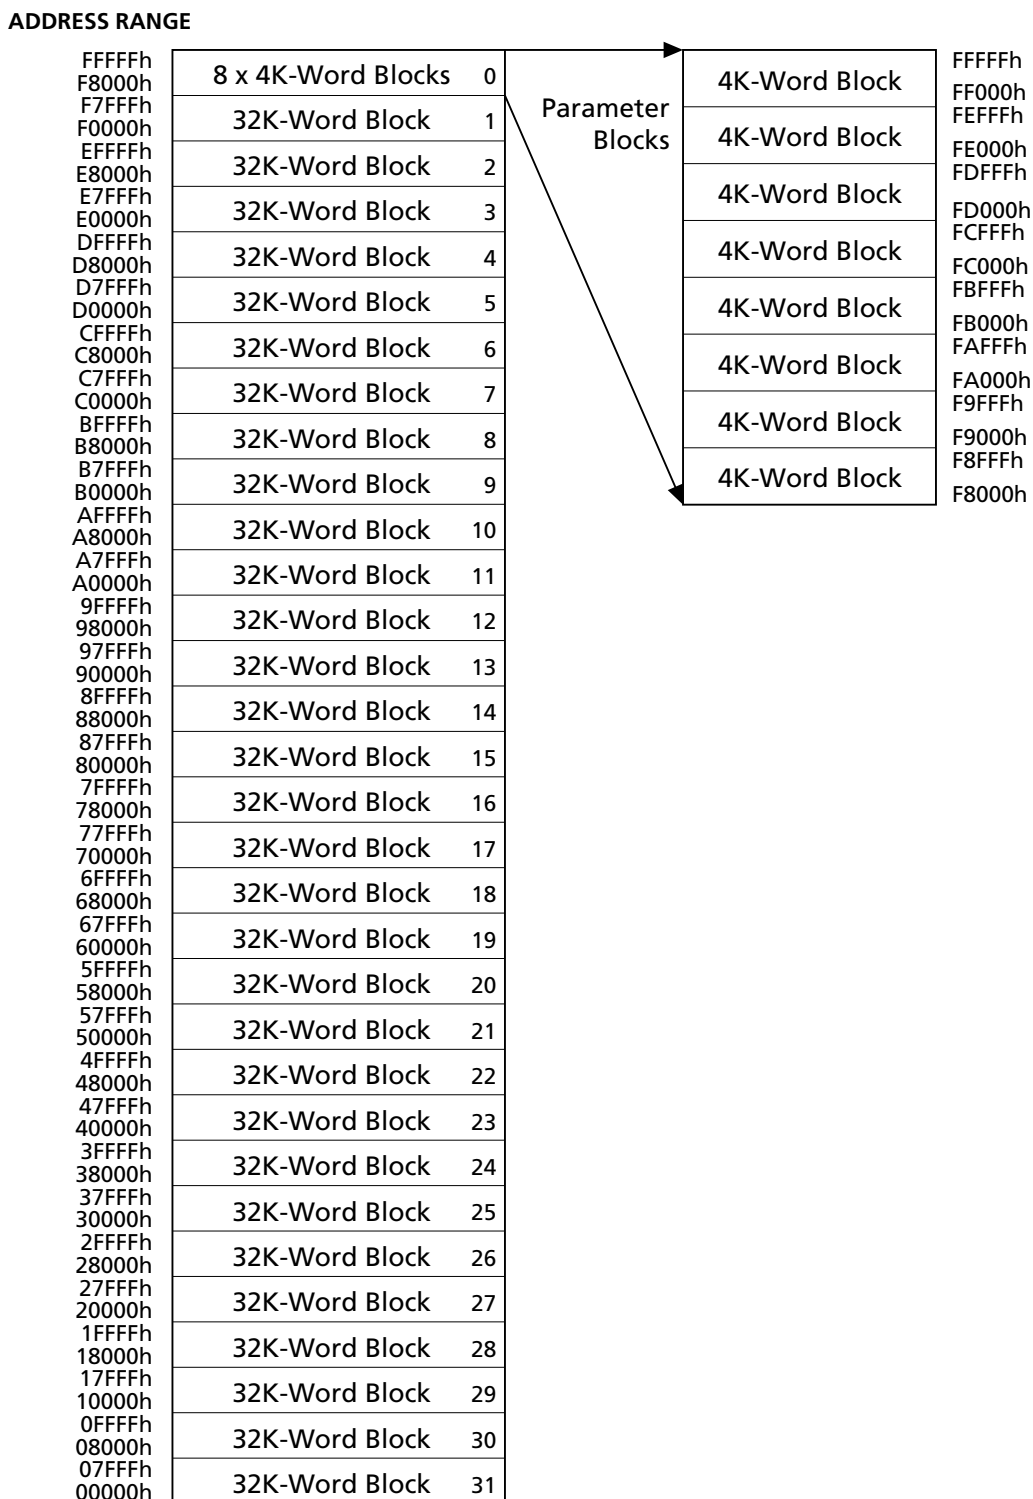 ADDRESS RANGE
FFFFFh
F8000h
8 x 4K-Word Blocks 0
F7FFFh
F0000h
32K-Word Block 1
EFFFFh
E8000h
32K-Word Block 2
E7FFFh
E0000h
32K-Word Block 3
DFFFFh
D8000h
32K-Word Block 4
D7FFFh
D0000h
32K-Word Block 5
CFFFFh
C8000h
32K-Word Block 6
C7FFFh
C0000h
32K-Word Block 7
BFFFFh
B8000h
32K-Word Block 8
B7FFFh
B0000h
32K-Word Block 9
AFFFFh
A8000h
32K-Word Block 10
A7FFFh
A0000h
32K-Word Block 11
9FFFFh
98000h
32K-Word Block 12
97FFFh
90000h
32K-Word Block 13
8FFFFh
88000h
32K-Word Block 14
87FFFh
80000h
32K-Word Block 15
7FFFFh
78000h
32K-Word Block 16
77FFFh
70000h
32K-Word Block 17
6FFFFh
68000h
32K-Word Block 18
67FFFh
60000h
32K-Word Block 19
5FFFFh
58000h
32K-Word Block 20
57FFFh
50000h
32K-Word Block 21
4FFFFh
48000h
32K-Word Block 22
47FFFh
40000h
32K-Word Block 23
3FFFFh
38000h
32K-Word Block 24
37FFFh
30000h
32K-Word Block 25
2FFFFh
28000h
32K-Word Block 26
27FFFh
20000h
32K-Word Block 27
1FFFFh
18000h
32K-Word Block 28
17FFFh
10000h
32K-Word Block 29
0FFFFh
08000h
32K-Word Block 30
07FFFh
00000h
32K-Word Block 31
Parameter
Blocks
4K-Word Block
FFFFFh
FF000h
4K-Word Block
FEFFFh
FE000h
4K-Word Block
FDFFFh
FD000h
4K-Word Block
FCFFFh
FC000h
4K-Word Block
FBFFFh
FB000h
4K-Word Block
FAFFFh
FA000h
4K-Word Block
F9FFFh
F9000h
4K-Word Block
F8FFFh
F8000h